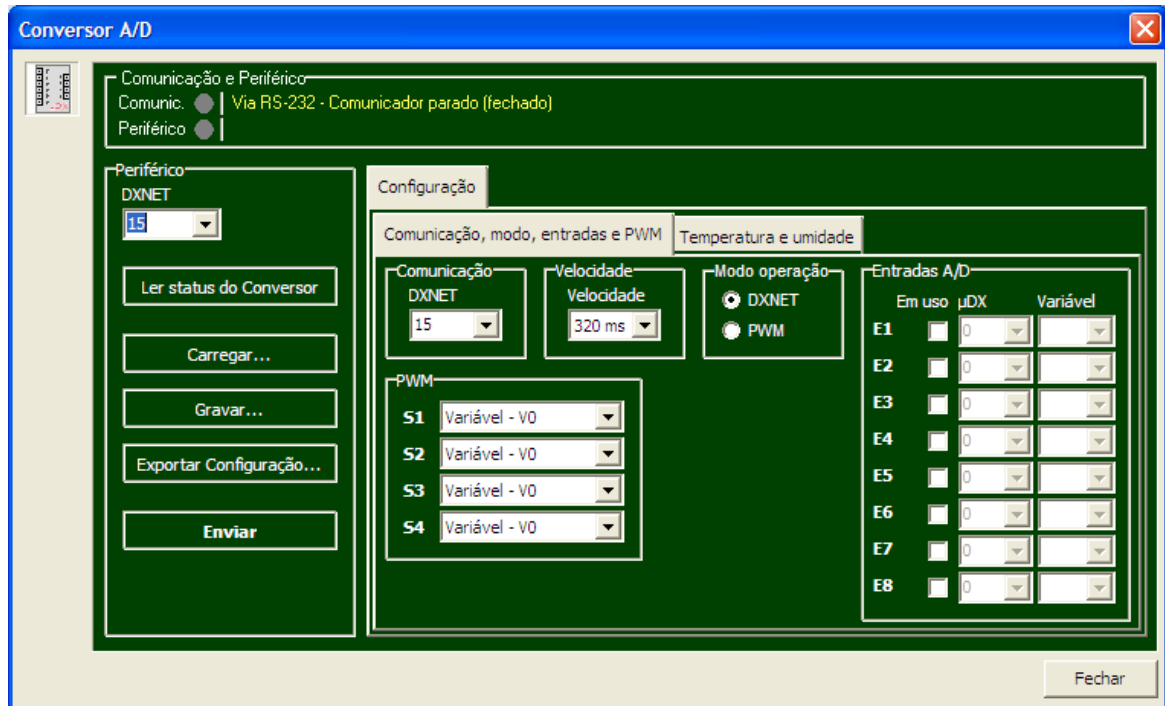 Conversor A/D
Comunicação e Periférico
Comunic. Via RS-232 - Comunicador parado (fechado)
Periférico
Periférico
DXNET
15
Ler status do Conversor
Carregar...
Gravar...
Exportar Configuração...
Enviar
Configuração
Comunicação, modo, entradas e PWM
Temperatura e umidade
Comunicação
DXNET
15
Velocidade
Velocidade
320 ms
Modo operação
DXNET
PWM
PWM
S1 Variável - V0
S2 Variável - V0
S3 Variável - V0
S4 Variável - V0
Entradas A/D
Em uso µDX Variável
E1 0
E2 0
E3 0
E4 0
E5 0
E6 0
E7 0
E8 0
Fechar